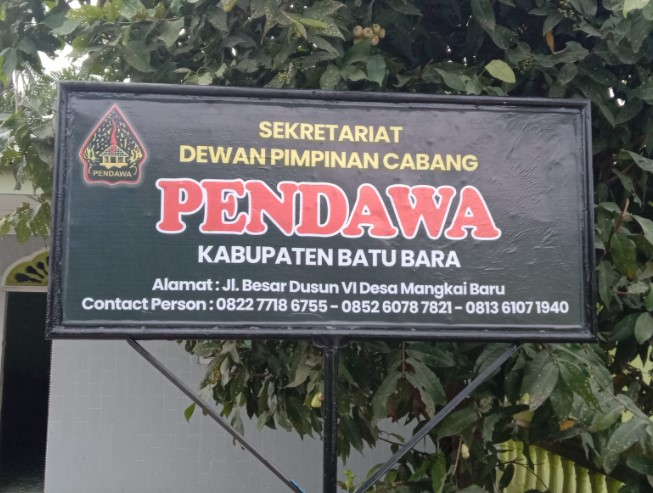 PENDAWA
SEKRETARIAT
DEWAN PIMPINAN CABANG
PENDAWA
KABUPATEN BATU BARA
Alamat : Jl. Besar Dusun VI Desa Mangkai Baru
Contact Person : 0822 7718 6755 - 0852 6078 7821 - 0813 6107 1940